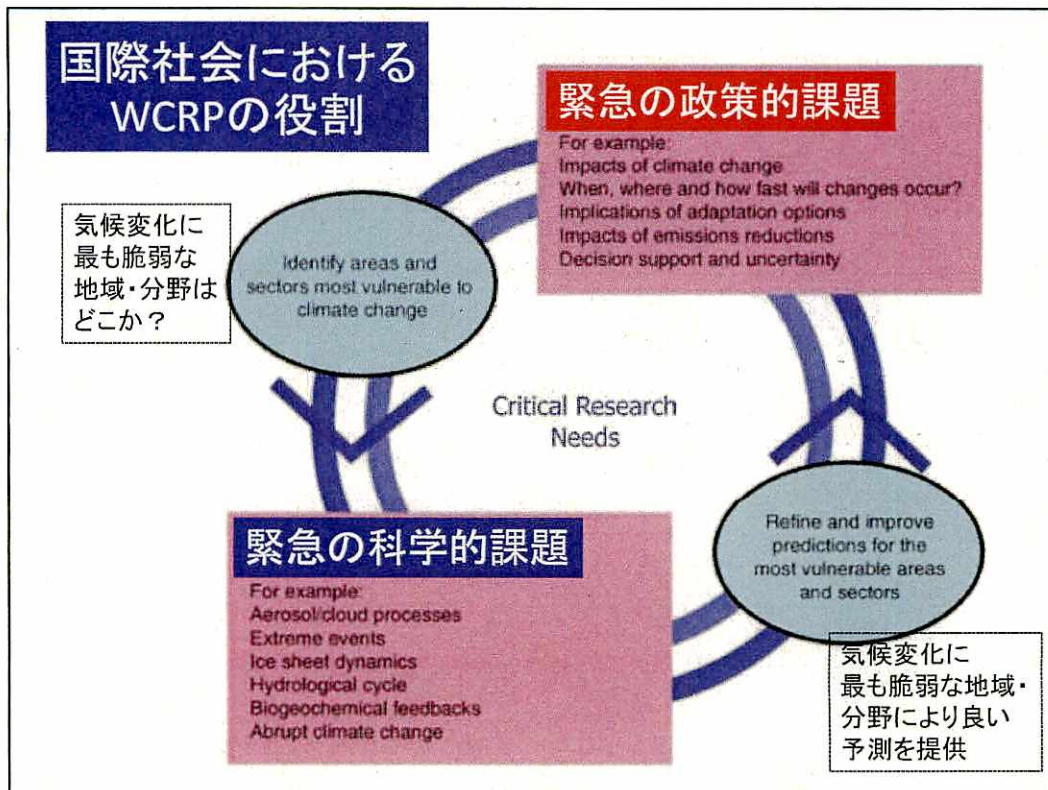 国際社会における
WCRPの役割
緊急の政策的課題
For example:
Impacts of climate change
When, where and how fast will changes occur?
Implications of adaptation options
Impacts of emissions reductions
Decision support and uncertainty
気候変化に
最も脆弱な
地域・分野は
どこか？
Identify areas and
sectors most vulnerable to
climate change
Critical Research
Needs
緊急の科学的課題
For example:
Aerosol/cloud processes
Extreme events
Ice sheet dynamics
Hydrological cycle
Biogeochemical feedbacks
Abrupt climate change
Refine and improve
predictions for the
most vulnerable areas
and sectors
気候変化に
最も脆弱な地域・
分野により良い
予測を提供